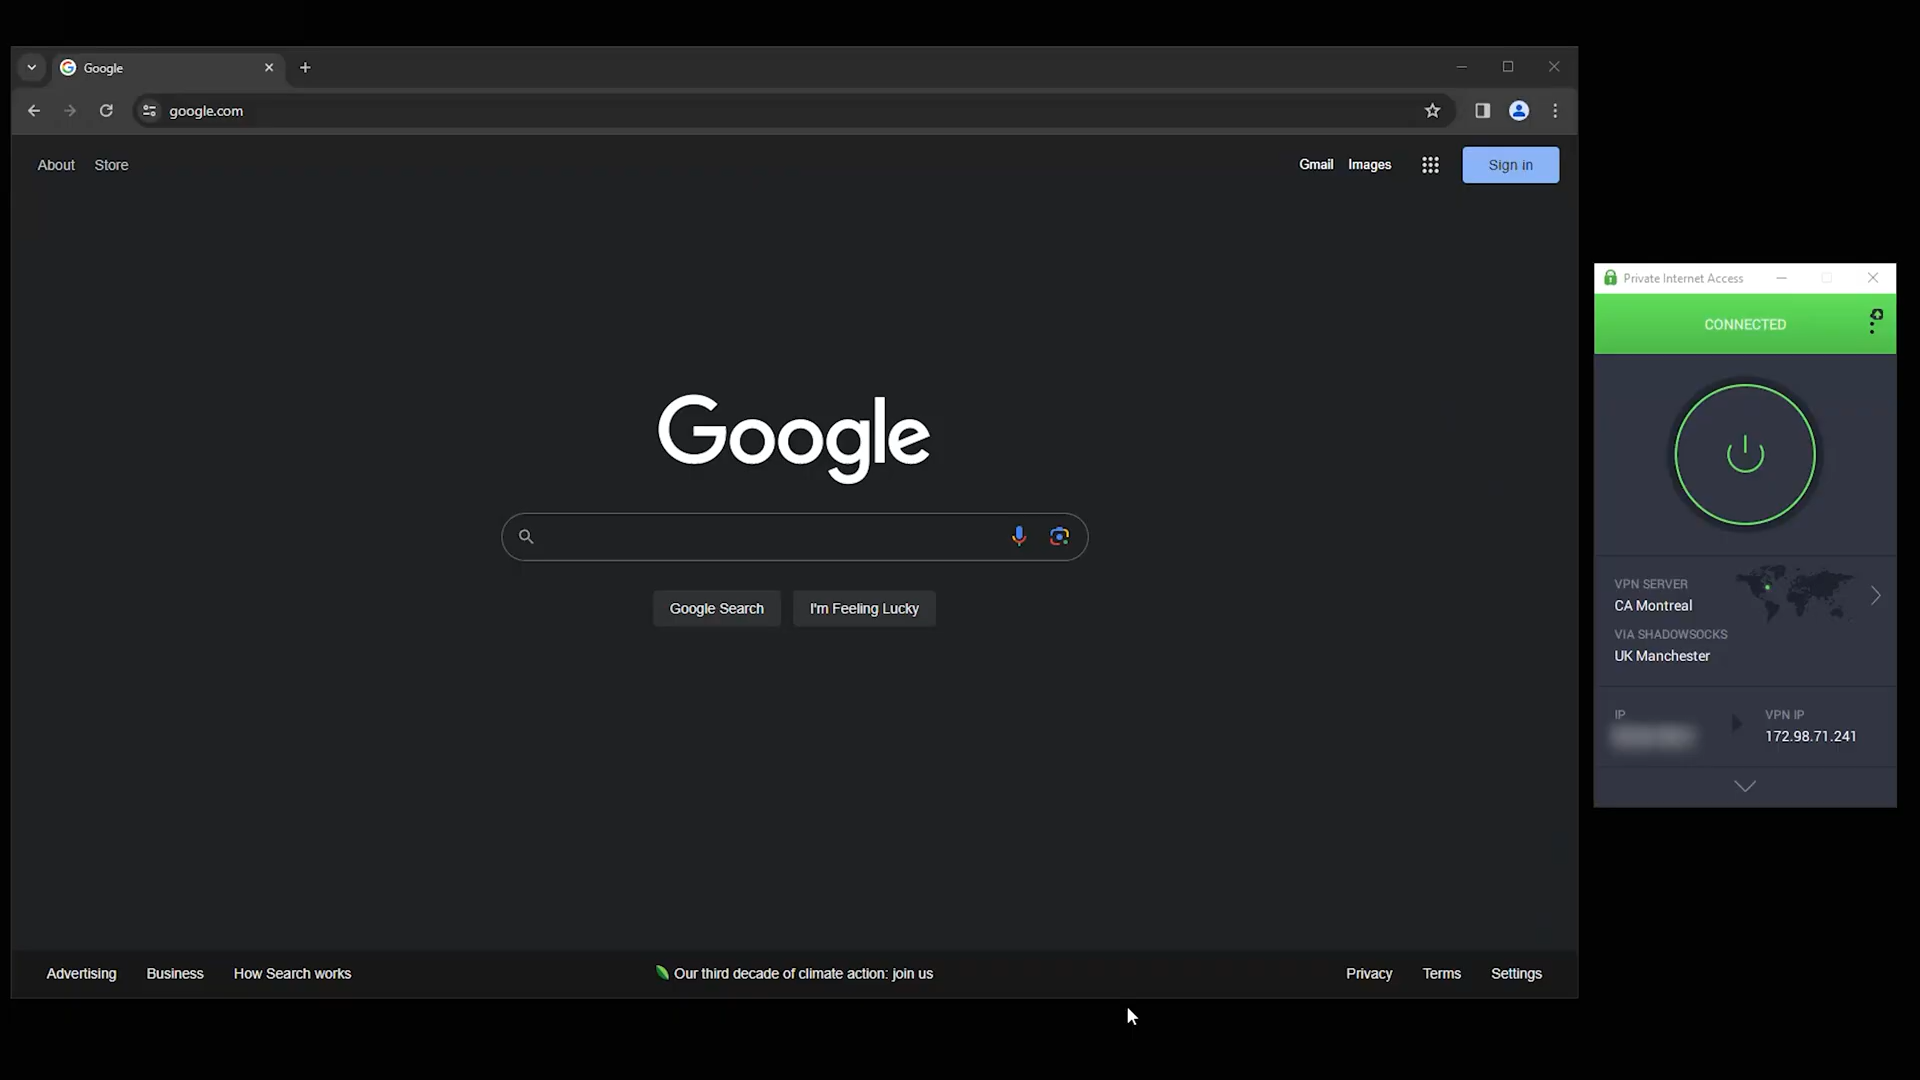 Google
google.com
About Store
Gmail Images Sign in
Google
Google Search I'm Feeling Lucky
Advertising Business How Search works
Our third decade of climate action: join us
Privacy Terms Settings
Private Internet Access
CONNECTED
VPN SERVER
CA Montreal
VIA SHADOWSOCKS
UK Manchester
IP VPN IP
172.98.71.241